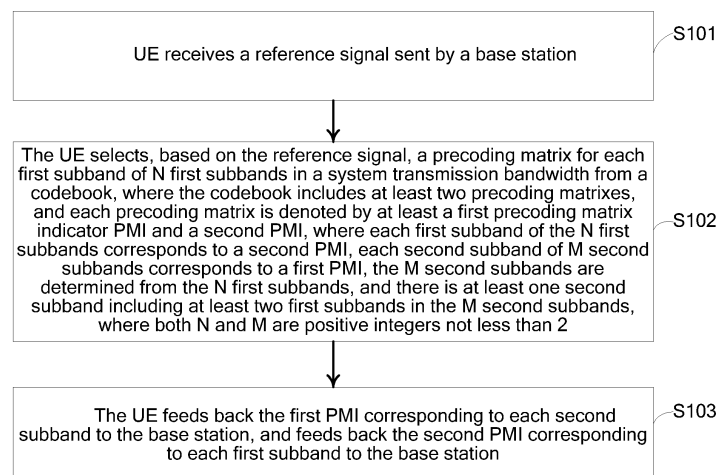 UE receives a reference signal sent by a base station
S101
The UE selects, based on the reference signal, a precoding matrix for each
first subband of N first subbands in a system transmission bandwidth from a
codebook, where the codebook includes at least two precoding matrixes,
and each precoding matrix is denoted by at least a first precoding matrix
indicator PMI and a second PMI, where each first subband of the N first
subbands corresponds to a second PMI, each second subband of M second
subbands corresponds to a first PMI, the M second subbands are
determined from the N first subbands, and there is at least one second
subband including at least two first subbands in the M second subbands,
where both N and M are positive integers not less than 2
S102
The UE feeds back the first PMI corresponding to each second
subband to the base station, and feeds back the second PMI corresponding
to each first subband to the base station
S103